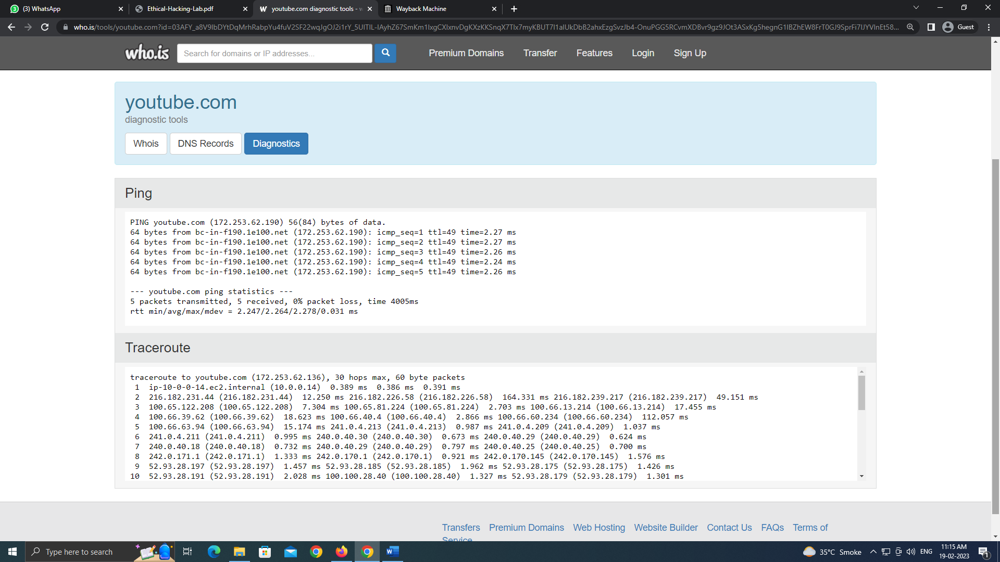 (3) WhatsApp
Ethical-Hacking-Lab.pdf
youtube.com diagnostic tools - w
Wayback Machine
Guest
who.is
Search for domains or IP addresses...
Premium Domains
Transfer
Features
Login
Sign Up
youtube.com
diagnostic tools
Whois
DNS Records
Diagnostics
Ping
PING youtube.com (172.253.62.190) 56(84) bytes of data.
64 bytes from bc-in-f190.1e100.net (172.253.62.190): icmp_seq=1 ttl=49 time=2.27 ms
64 bytes from bc-in-f190.1e100.net (172.253.62.190): icmp_seq=2 ttl=49 time=2.27 ms
64 bytes from bc-in-f190.1e100.net (172.253.62.190): icmp_seq=3 ttl=49 time=2.26 ms
64 bytes from bc-in-f190.1e100.net (172.253.62.190): icmp_seq=4 ttl=49 time=2.24 ms
64 bytes from bc-in-f190.1e100.net (172.253.62.190): icmp_seq=5 ttl=49 time=2.26 ms
--- youtube.com ping statistics ---
5 packets transmitted, 5 received, 0% packet loss, time 4005ms
rtt min/avg/max/mdev = 2.247/2.264/2.278/0.031 ms
Traceroute
traceroute to youtube.com (172.253.62.136), 30 hops max, 60 byte packets
1 ip-10-0-0-14.ec2.internal (10.0.0.14) 0.389 ms 0.386 ms 0.391 ms
2 216.182.231.44 (216.182.231.44) 12.250 ms 216.182.226.58 (216.182.226.58) 164.331 ms 216.182.239.217 (216.182.239.217) 49.151 ms
3 100.65.122.208 (100.65.122.208) 7.304 ms 100.65.81.224 (100.65.81.224) 2.703 ms 100.66.13.214 (100.66.13.214) 17.455 ms
4 100.66.39.62 (100.66.39.62) 18.623 ms 100.66.40.4 (100.66.40.4) 2.866 ms 100.66.60.234 (100.66.60.234) 112.057 ms
5 100.66.63.94 (100.66.63.94) 15.174 ms 241.0.4.213 (241.0.4.213) 0.987 ms 241.0.4.209 (241.0.4.209) 1.037 ms
6 241.0.4.211 (241.0.4.211) 0.995 ms 240.0.40.30 (240.0.40.30) 0.673 ms 240.0.40.29 (240.0.40.29) 0.624 ms
7 240.0.40.18 (240.0.40.18) 0.732 ms 240.0.40.29 (240.0.40.29) 0.797 ms 240.0.40.25 (240.0.40.25) 0.700 ms
8 242.0.171.1 (242.0.171.1) 1.333 ms 242.0.170.1 (242.0.170.1) 0.921 ms 242.0.170.145 (242.0.170.145) 1.576 ms
9 52.93.28.197 (52.93.28.197) 1.457 ms 52.93.28.185 (52.93.28.185) 1.962 ms 52.93.28.175 (52.93.28.175) 1.426 ms
10 52.93.28.191 (52.93.28.191) 2.028 ms 100.100.28.40 (100.100.28.40) 1.327 ms 52.93.28.179 (52.93.28.179) 1.301 ms
Transfers Premium Domains Web Hosting Website Builder Contact Us FAQs Terms of
Service
Type here to search
35°C Smoke
ENG
11:15 AM
19-02-2023
1